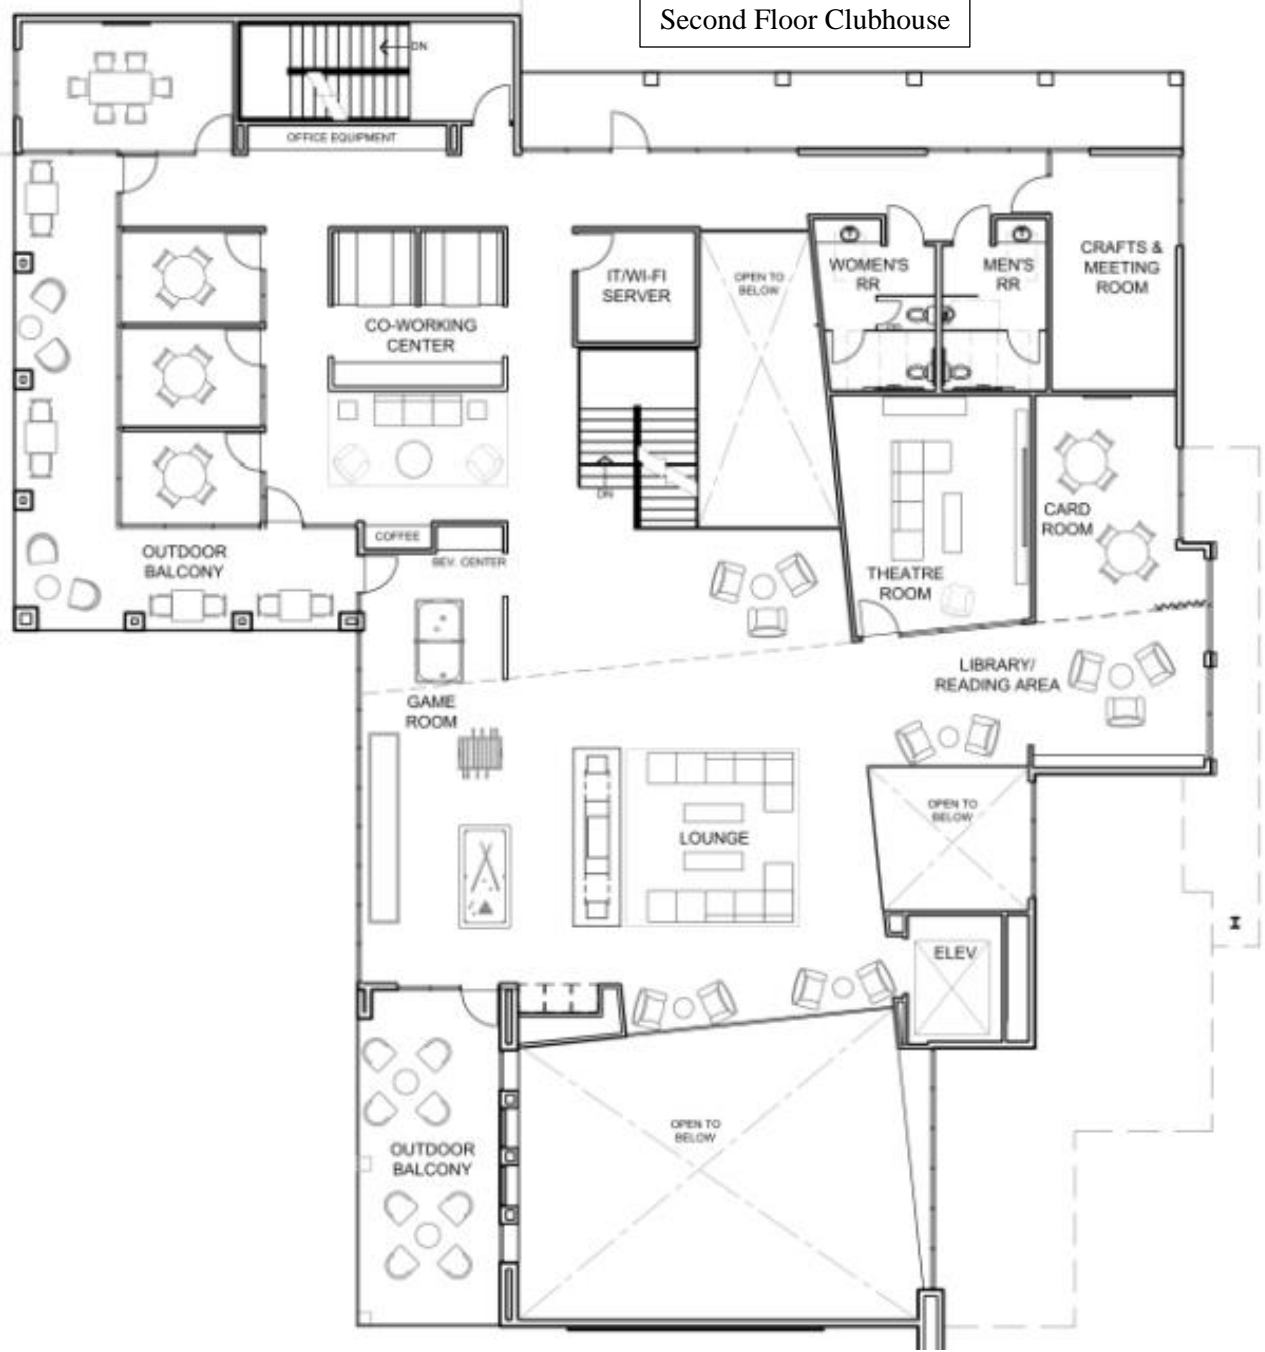 Second Floor Clubhouse
DN
OFFICE EQUIPMENT
IT/WI-FI
SERVER
OPEN TO
BELOW
WOMEN'S
RR
MEN'S
RR
CRAFTS &
MEETING
ROOM
CO-WORKING
CENTER
DN
CARD
ROOM
COFFEE
BEV. CENTER
OUTDOOR
BALCONY
THEATRE
ROOM
LIBRARY/
READING AREA
GAME
ROOM
LOUNGE
OPEN TO
BELOW
ELEV
OUTDOOR
BALCONY
OPEN TO
BELOW